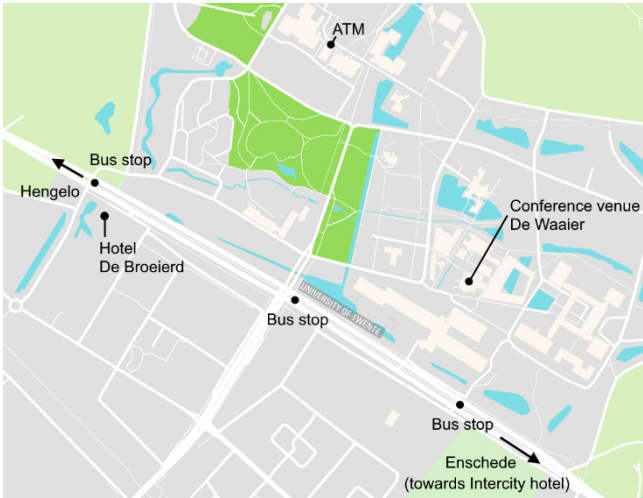 ATM
Bus stop
Hengelo
Hotel
De Broeierd
Conference venue
De Waaier
UNIVERSITY OF TWENTE
Bus stop
Bus stop
Enschede
(towards Intercity hotel)